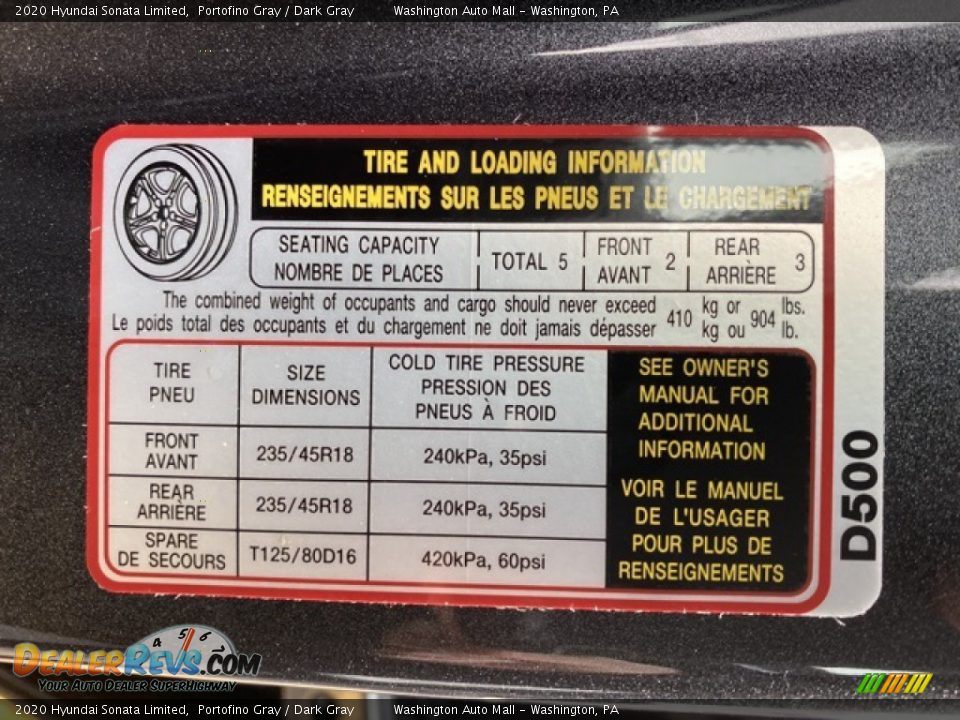 2020 Hyundai Sonata Limited, Portofino Gray / Dark Gray Washington Auto Mall - Washington, PA
TIRE AND LOADING INFORMATION
RENSEIGNEMENTS SUR LES PNEUS ET LE CHARGEMENT
SEATING CAPACITY
NOMBRE DE PLACES
TOTAL 5
FRONT
AVANT
2
REAR
ARRIÈRE
3
The combined weight of occupants and cargo should never exceed 410 kg or 904 lbs.
Le poids total des occupants et du chargement ne doit jamais dépasser kg ou lb.
TIRE
PNEU
SIZE
DIMENSIONS
COLD TIRE PRESSURE
PRESSION DES
PNEUS À FROID
FRONT
AVANT
235/45R18
240kPa, 35psi
REAR
ARRIÈRE
235/45R18
240kPa, 35psi
SPARE
DE SECOURS
T125/80D16
420kPa, 60psi
SEE OWNER'S
MANUAL FOR
ADDITIONAL
INFORMATION
VOIR LE MANUEL
DE L'USAGER
POUR PLUS DE
RENSEIGNEMENTS
D500
4 5 6
DEALERREVS.COM
YOUR AUTO DEALER SUPERHIGHWAY
2020 Hyundai Sonata Limited, Portofino Gray / Dark Gray Washington Auto Mall - Washington, PA